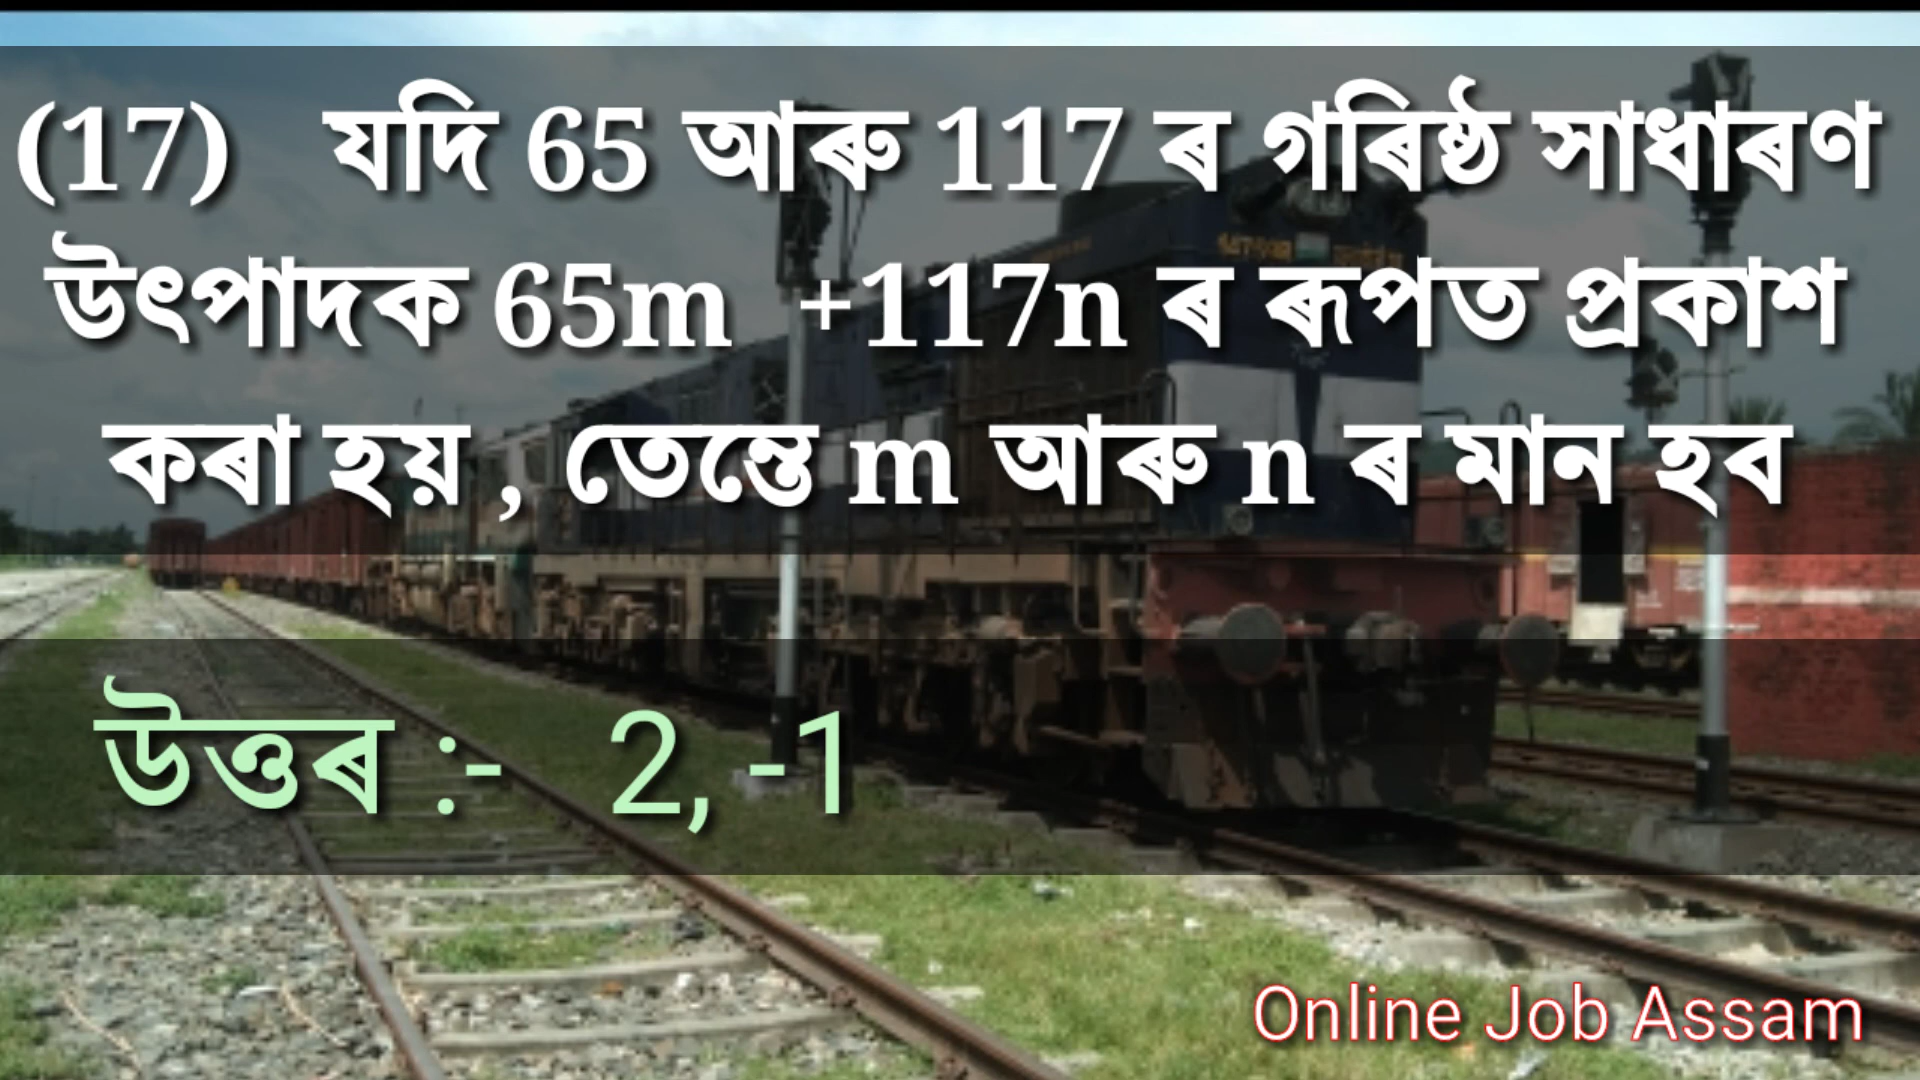 (17) যদি 65 আৰু 117 ৰ গৰিষ্ঠ সাধাৰণ
উৎপাদক 65m +117n ৰ ৰূপত প্ৰকাশ
কৰা হয় , তেন্তে m আৰু n ৰ মান হব
উত্তৰ :- 2, -1
Online Job Assam